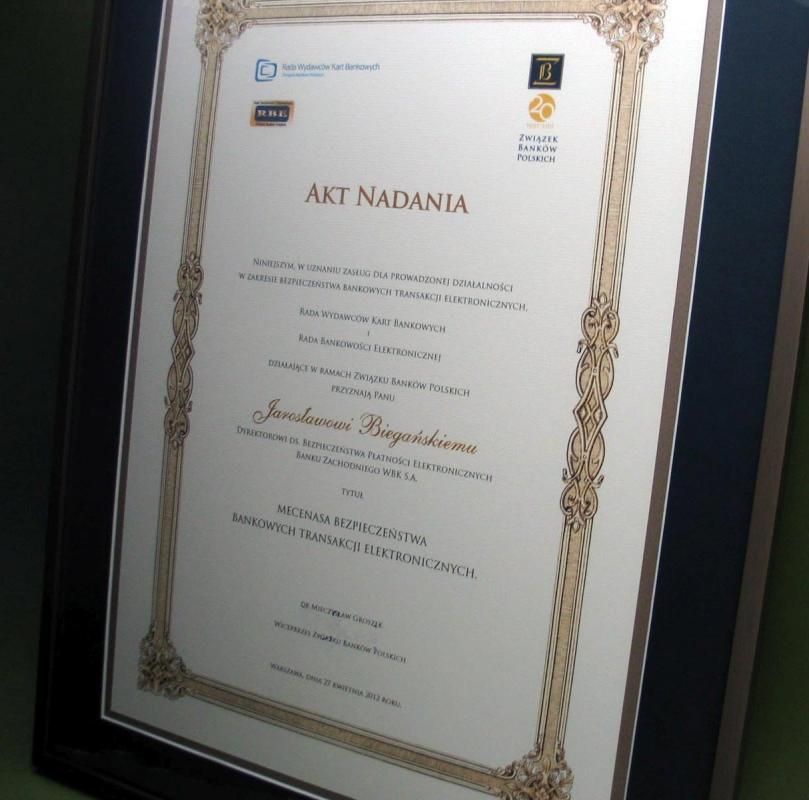 Rada Wydawców Kart Bankowych
RBE
B
20
Związek
Banków
Polskich
Akt Nadania
Niniejszym, w uznaniu zasług dla prowadzonej działalności
w zakresie bezpieczeństwa bankowych transakcji elektronicznych,
Rada Wydawców Kart Bankowych
i
Rada Bankowości Elektronicznej
działające w ramach Związku Banków Polskich
przyznają Panu
Jarosławowi Biegańskiemu
Dyrektorowi ds. Bezpieczeństwa Płatności Elektronicznych
Banku Zachodniego WBK S.A.
tytuł
Mecenasa Bezpieczeństwa
Bankowych Transakcji Elektronicznych.
dr Mieczysław Groszek
Wiceprezes Związku Banków Polskich
Warszawa, dnia 27 kwietnia 2012 roku.